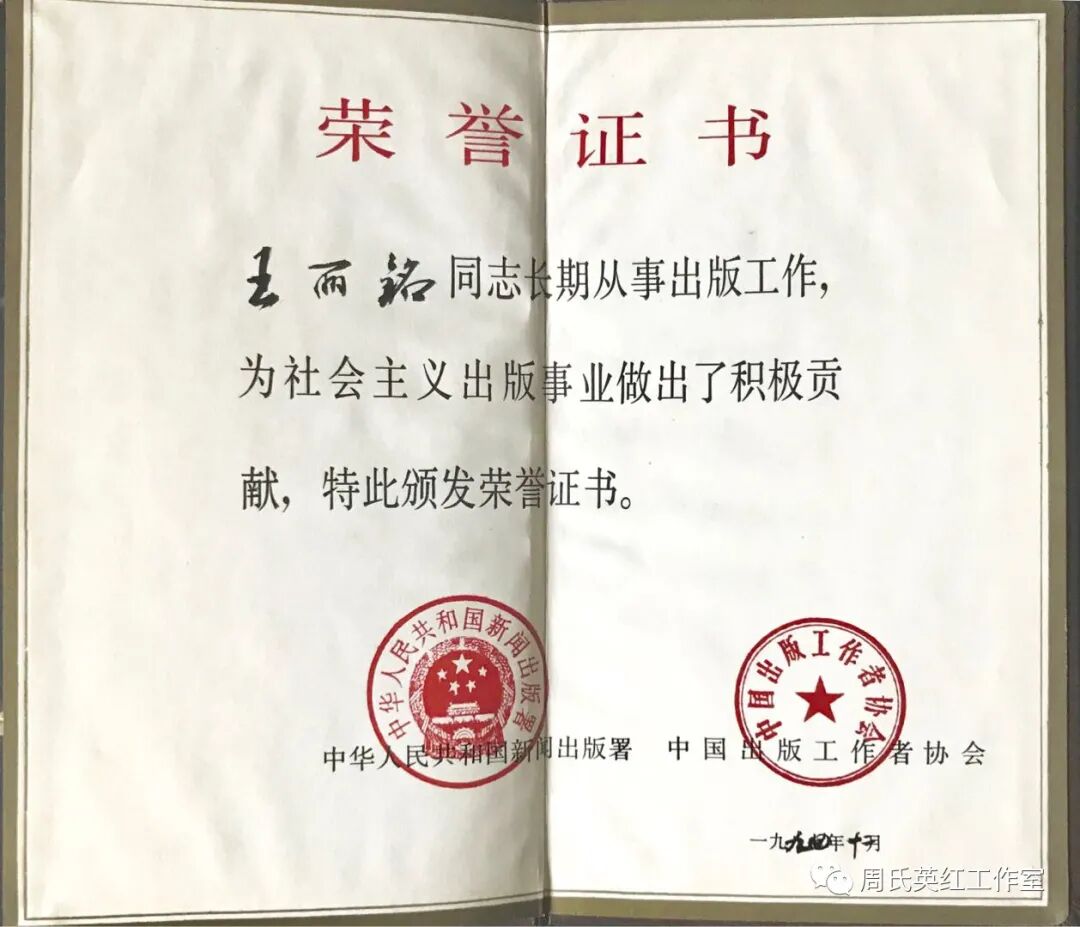 荣誉证书
王丽铭同志长期从事出版工作，
为社会主义出版事业做出了积极贡
献，特此颁发荣誉证书。
中华人民共和国新闻出版署
中国出版工作者协会
中华人民共和国新闻出版署 中国出版工作者协会
一九九四年十二月
周氏英红工作室